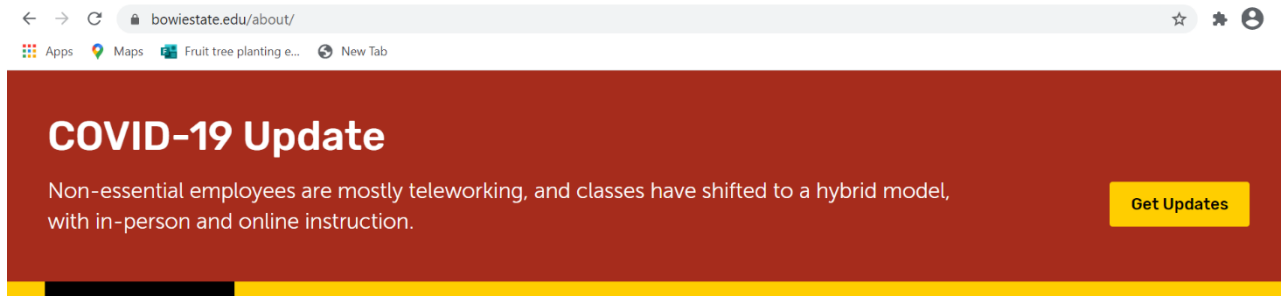 bowiestate.edu/about/
Apps Maps Fruit tree planting e... New Tab
COVID-19 Update
Non-essential employees are mostly teleworking, and classes have shifted to a hybrid model,
with in-person and online instruction.
Get Updates